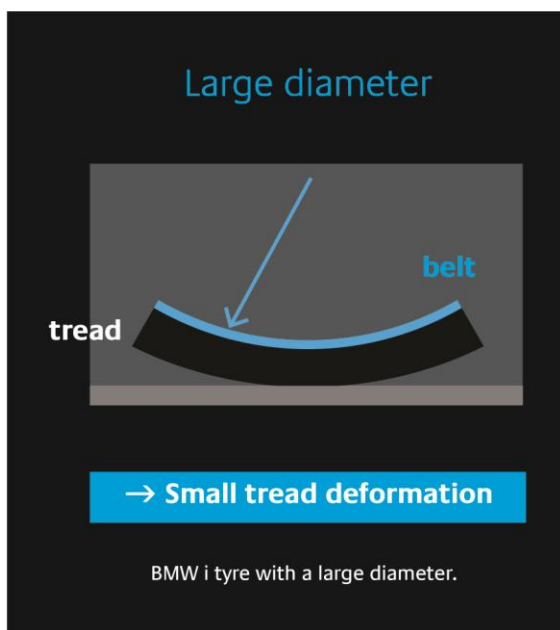 Large diameter
belt
tread
→ Small tread deformation
BMW i tyre with a large diameter.